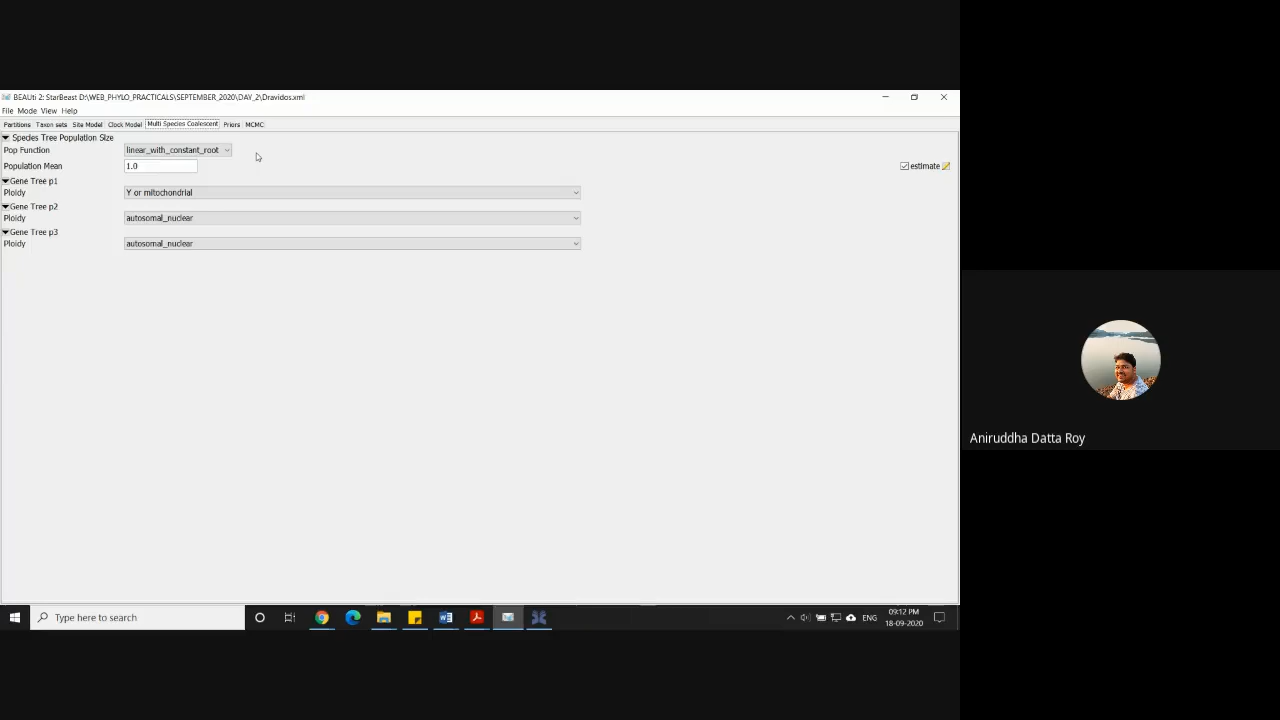 BEAUti 2: StarBeast D:\WEB_PHYLO_PRACTICALS\SEPTEMBER_2020\DAY_2\Dravidos.xml
File Mode View Help
Partitions Taxon sets Site Model Clock Model Multi Species Coalescent Priors MCMC
Species Tree Population Size
Pop Function linear_with_constant_root
Population Mean 1.0 estimate
Gene Tree p1
Ploidy Y or mitochondrial
Gene Tree p2
Ploidy autosomal_nuclear
Gene Tree p3
Ploidy autosomal_nuclear
Aniruddha Datta Roy
Type here to search
ENG
09:12 PM
18-09-2020